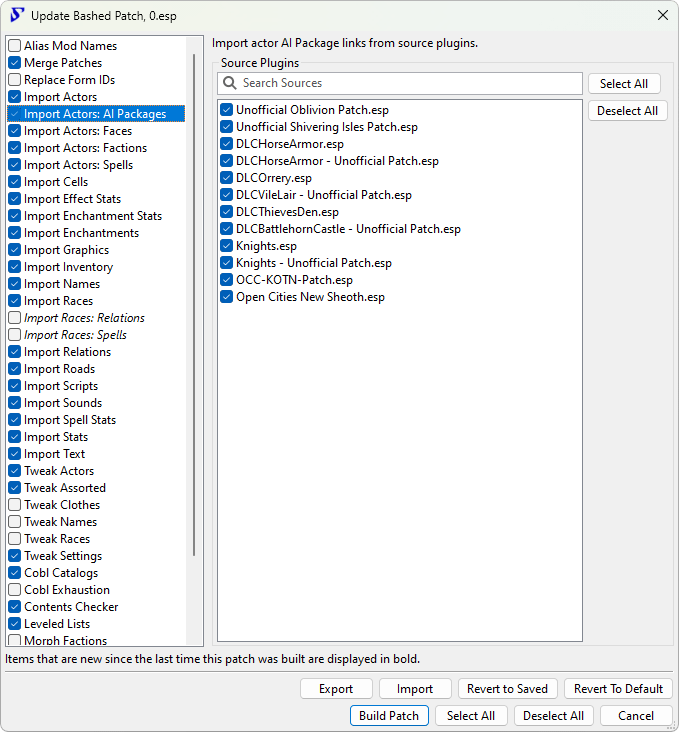 Update Bashed Patch, 0.esp
Alias Mod Names
Merge Patches
Replace Form IDs
Import Actors
Import Actors: AI Packages
Import Actors: Faces
Import Actors: Factions
Import Actors: Spells
Import Cells
Import Effect Stats
Import Enchantment Stats
Import Enchantments
Import Graphics
Import Inventory
Import Names
Import Races
Import Races: Relations
Import Races: Spells
Import Relations
Import Roads
Import Scripts
Import Sounds
Import Spell Stats
Import Stats
Import Text
Tweak Actors
Tweak Assorted
Tweak Clothes
Tweak Names
Tweak Races
Tweak Settings
Cobl Catalogs
Cobl Exhaustion
Contents Checker
Leveled Lists
Morph Factions
Import actor AI Package links from source plugins.
Source Plugins
Search Sources
Select All
Deselect All
Unofficial Oblivion Patch.esp
Unofficial Shivering Isles Patch.esp
DLCHorseArmor.esp
DLCHorseArmor - Unofficial Patch.esp
DLCOrrery.esp
DLCVileLair - Unofficial Patch.esp
DLCThievesDen.esp
DLCBattlehornCastle - Unofficial Patch.esp
Knights.esp
Knights - Unofficial Patch.esp
OCC-KOTN-Patch.esp
Open Cities New Sheoth.esp
Items that are new since the last time this patch was built are displayed in bold.
Export Import Revert to Saved Revert To Default
Build Patch Select All Deselect All Cancel